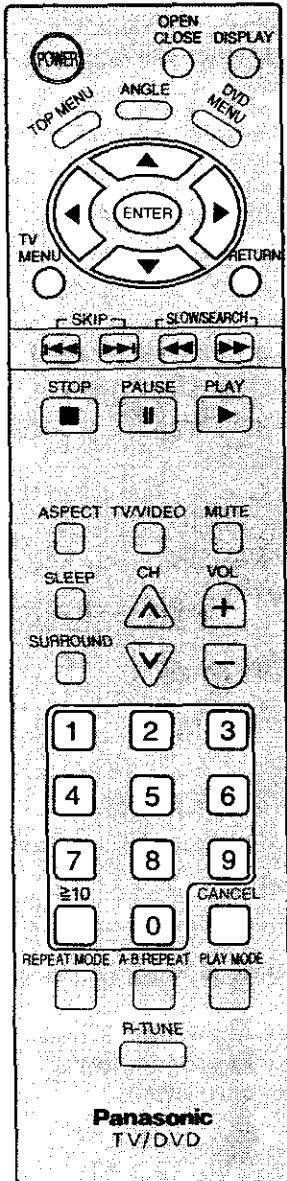 OPEN
CLOSE DISPLAY
POWER
ANGLE
TOP MENU
DVD
MENU
ENTER
TV
MENU
RETURN
SKIP SLOW/SEARCH
STOP PAUSE PLAY
ASPECT TV/VIDEO MUTE
SLEEP CH VOL
+
SURROUND
−
1 2 3
4 5 6
7 8 9
≧10 CANCEL
0
REPEAT MODE A-B REPEAT PLAY MODE
R-TUNE
Panasonic
TV/DVD